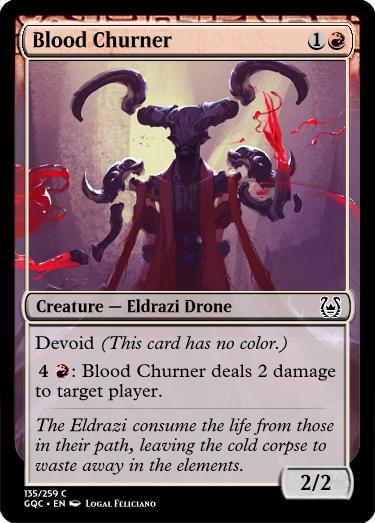 Blood Churner 1
Creature — Eldrazi Drone
Devoid (This card has no color.)
4 : Blood Churner deals 2 damage
to target player.
The Eldrazi consume the life from those
in their path, leaving the cold corpse to
waste away in the elements.
2/2
135/259 C
GQC • EN Logal Feliciano